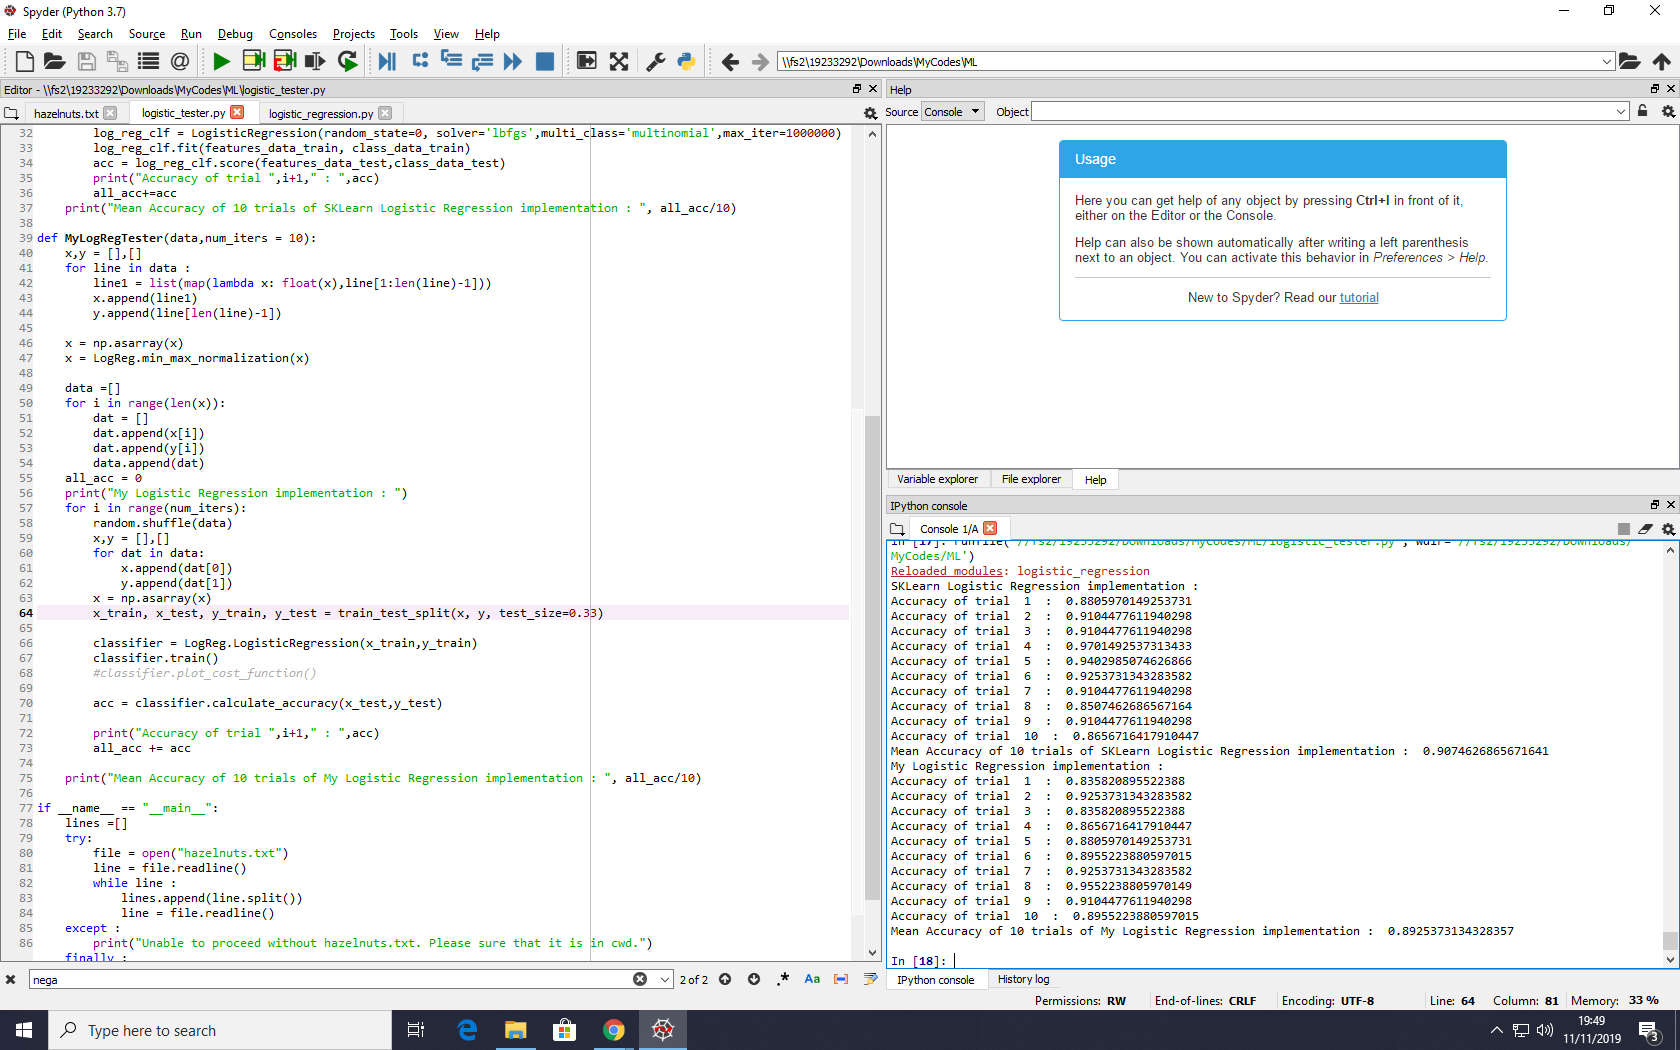 Spyder (Python 3.7)
File Edit Search Source Run Debug Consoles Projects Tools View Help
\\fs2\19233292\Downloads\MyCodes\ML
Editor - \\fs2\19233292\Downloads\MyCodes\ML\logistic_tester.py
hazelnuts.txt logistic_tester.py logistic_regression.py
32 log_reg_clf = LogisticRegression(random_state=0, solver='lbfgs',multi_class='multinomial',max_iter=1000000)
33 log_reg_clf.fit(features_data_train, class_data_train)
34 acc = log_reg_clf.score(features_data_test,class_data_test)
35 print("Accuracy of trial ",i+1," : ",acc)
36 all_acc+=acc
37 print("Mean Accuracy of 10 trials of SKLearn Logistic Regression implementation : ", all_acc/10)
38
39 def MyLogRegTester(data,num_iters = 10):
40 x,y = [],[]
41 for line in data :
42 line1 = list(map(lambda x: float(x),line[1:len(line)-1]))
43 x.append(line1)
44 y.append(line[len(line)-1])
45
46 x = np.asarray(x)
47 x = LogReg.min_max_normalization(x)
48
49 data =[]
50 for i in range(len(x)):
51 dat = []
52 dat.append(x[i])
53 dat.append(y[i])
54 data.append(dat)
55 all_acc = 0
56 print("My Logistic Regression implementation : ")
57 for i in range(num_iters):
58 random.shuffle(data)
59 x,y = [],[]
60 for dat in data:
61 x.append(dat[0])
62 y.append(dat[1])
63 x = np.asarray(x)
64 x_train, x_test, y_train, y_test = train_test_split(x, y, test_size=0.33)
65
66 classifier = LogReg.LogisticRegression(x_train,y_train)
67 classifier.train()
68 #classifier.plot_cost_function()
69
70 acc = classifier.calculate_accuracy(x_test,y_test)
71
72 print("Accuracy of trial ",i+1," : ",acc)
73 all_acc += acc
74
75 print("Mean Accuracy of 10 trials of My Logistic Regression implementation : ", all_acc/10)
76
77 if __name__ == "__main__":
78 lines =[]
79 try:
80 file = open("hazelnuts.txt")
81 line = file.readline()
82 while line :
83 lines.append(line.split())
84 line = file.readline()
85 except :
86 print("Unable to proceed without hazelnuts.txt. Please sure that it is in cwd.")
finally :
nega 2 of 2 .* Aa
Help
Source Console Object
Usage
Here you can get help of any object by pressing Ctrl+I in front of it,
either on the Editor or the Console.
Help can also be shown automatically after writing a left parenthesis
next to an object. You can activate this behavior in Preferences > Help.
New to Spyder? Read our tutorial
Variable explorer File explorer Help
IPython console
Console 1/A
In [17]: runfile('//fs2/19233292/Downloads/MyCodes/ML/logistic_tester.py', wdir='//fs2/19233292/Downloads/
MyCodes/ML')
Reloaded modules: logistic_regression
SKLearn Logistic Regression implementation :
Accuracy of trial 1 : 0.8805970149253731
Accuracy of trial 2 : 0.9104477611940298
Accuracy of trial 3 : 0.9104477611940298
Accuracy of trial 4 : 0.9701492537313433
Accuracy of trial 5 : 0.9402985074626866
Accuracy of trial 6 : 0.9253731343283582
Accuracy of trial 7 : 0.9104477611940298
Accuracy of trial 8 : 0.8507462686567164
Accuracy of trial 9 : 0.9104477611940298
Accuracy of trial 10 : 0.8656716417910447
Mean Accuracy of 10 trials of SKLearn Logistic Regression implementation : 0.9074626865671641
My Logistic Regression implementation :
Accuracy of trial 1 : 0.835820895522388
Accuracy of trial 2 : 0.9253731343283582
Accuracy of trial 3 : 0.835820895522388
Accuracy of trial 4 : 0.8656716417910447
Accuracy of trial 5 : 0.8805970149253731
Accuracy of trial 6 : 0.8955223880597015
Accuracy of trial 7 : 0.9253731343283582
Accuracy of trial 8 : 0.9552238805970149
Accuracy of trial 9 : 0.9104477611940298
Accuracy of trial 10 : 0.8955223880597015
Mean Accuracy of 10 trials of My Logistic Regression implementation : 0.8925373134328357
In [18]:
IPython console History log
Permissions: RW End-of-lines: CRLF Encoding: UTF-8 Line: 64 Column: 81 Memory: 33 %
Type here to search
19:49
11/11/2019
3